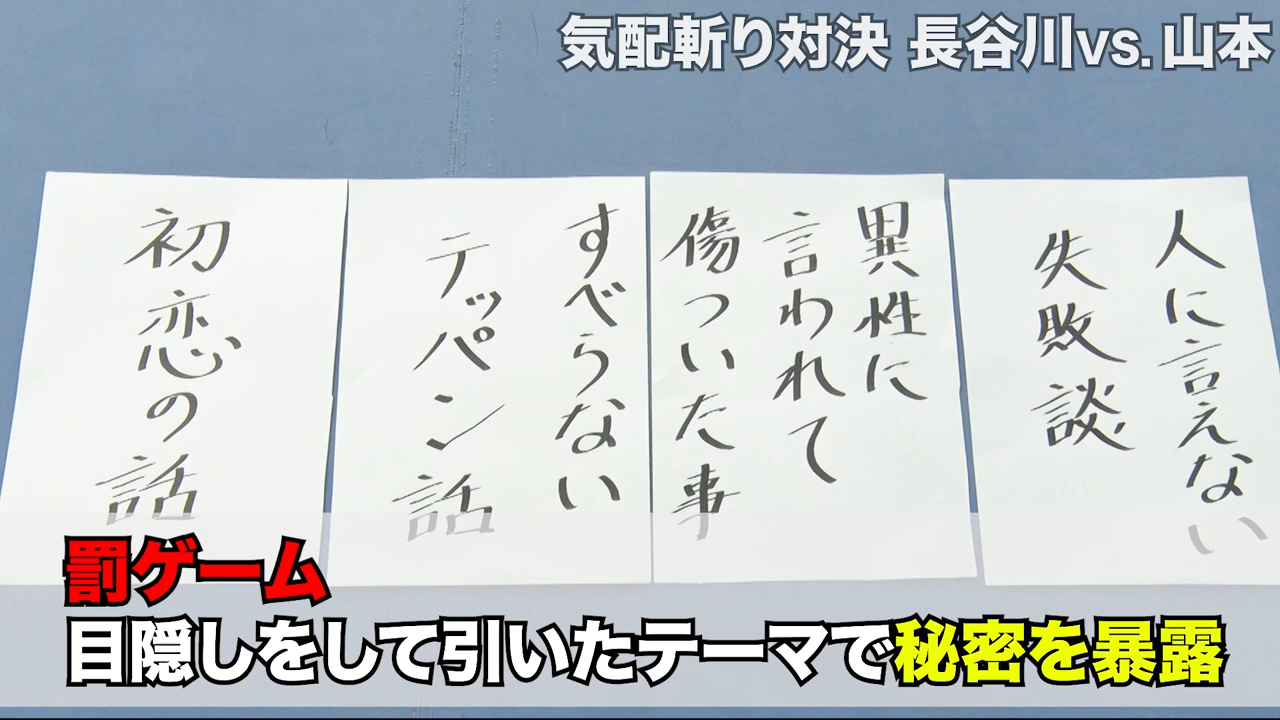 気配斬り対決 長谷川vs.山本
人に言えない
失敗談
異性に
言われて
傷ついた事
すべらない
テッパン話
初恋の話
罰ゲーム
目隠しをして引いたテーマで秘密を暴露